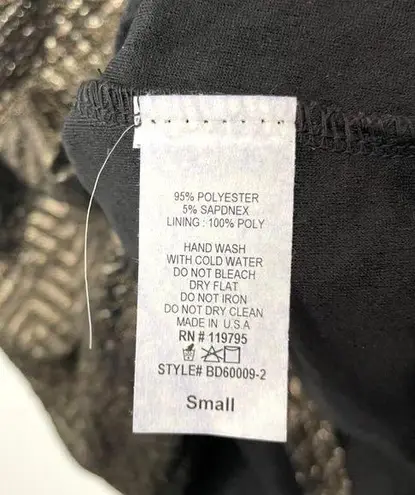 95% POLYESTER
5% SAPDNEX
LINING : 100% POLY
HAND WASH
WITH COLD WATER
DO NOT BLEACH
DRY FLAT
DO NOT IRON
DO NOT DRY CLEAN
MADE IN U.S.A
RN # 119795
STYLE# BD60009-2
Small